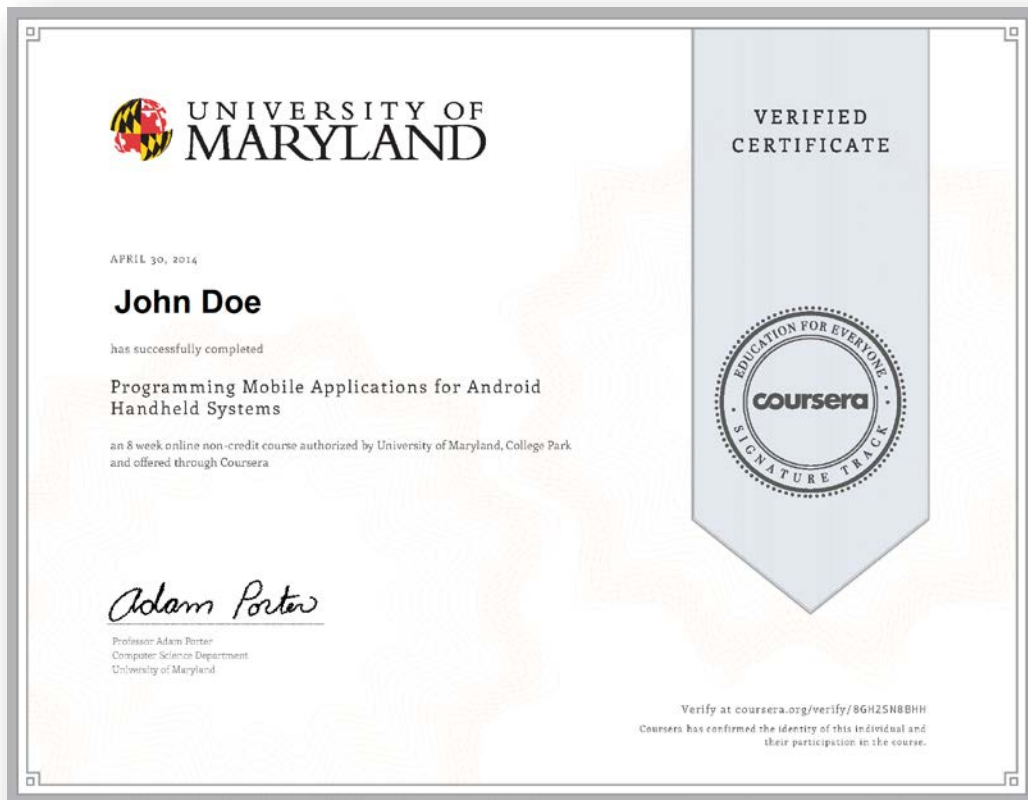 UNIVERSITY OF
MARYLAND
VERIFIED
CERTIFICATE
APRIL 30, 2014
John Doe
has successfully completed
Programming Mobile Applications for Android
Handheld Systems
an 8 week online non-credit course authorized by University of Maryland, College Park
and offered through Coursera
EDUCATION FOR EVERYONE
coursera
SIGNATURE TRACK
Adam Porter
Professor Adam Porter
Computer Science Department
University of Maryland
Verify at coursera.org/verify/8GH2SN8BHH
Coursera has confirmed the identity of this individual and
their participation in the course.